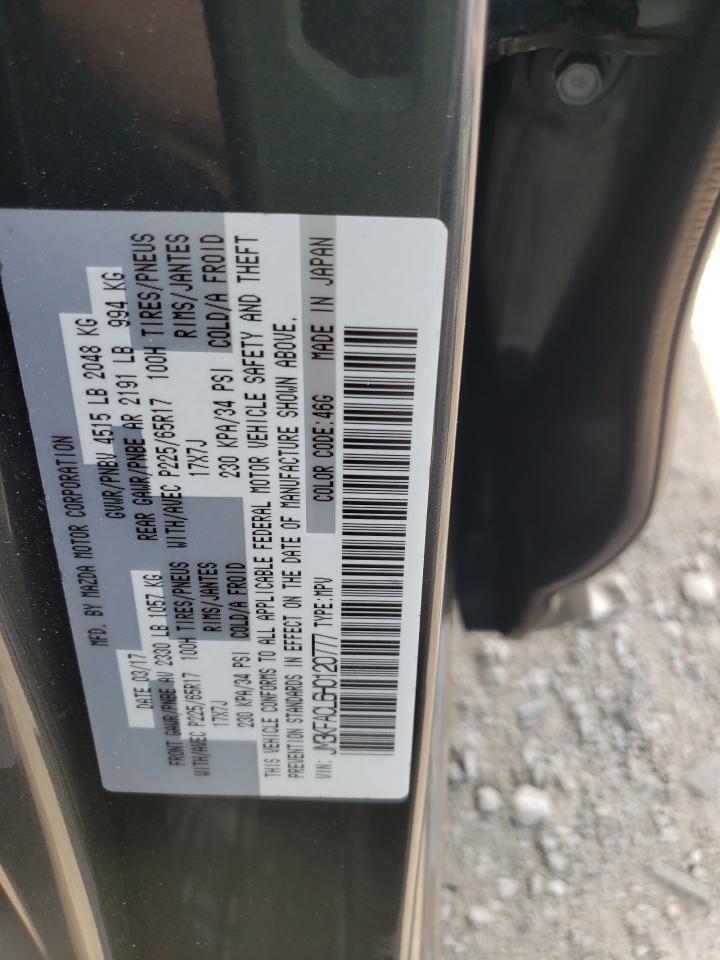 MFD. BY MAZDA MOTOR CORPORATION
DATE 03/17 GVWR/PNBV 4515 LB 2048 KG
FRONT GAWR/PNBE AV 2330 LB 1057 KG REAR GAWR/PNBE AR 2191 LB 994 KG
WITH/AVEC P225/65R17 100H TIRES/PNEUS WITH/AVEC P225/65R17 100H TIRES/PNEUS
17X7J RIMS/JANTES 17X7J RIMS/JANTES
230 KPA/34 PSI COLD/A FROID 230 KPA/34 PSI COLD/A FROID
THIS VEHICLE CONFORMS TO ALL APPLICABLE FEDERAL MOTOR VEHICLE SAFETY AND THEFT
PREVENTION STANDARDS IN EFFECT ON THE DATE OF MANUFACTURE SHOWN ABOVE.
COLOR CODE:46G MADE IN JAPAN
VIN: JM3KFACL6H0120777 TYPE:MPV